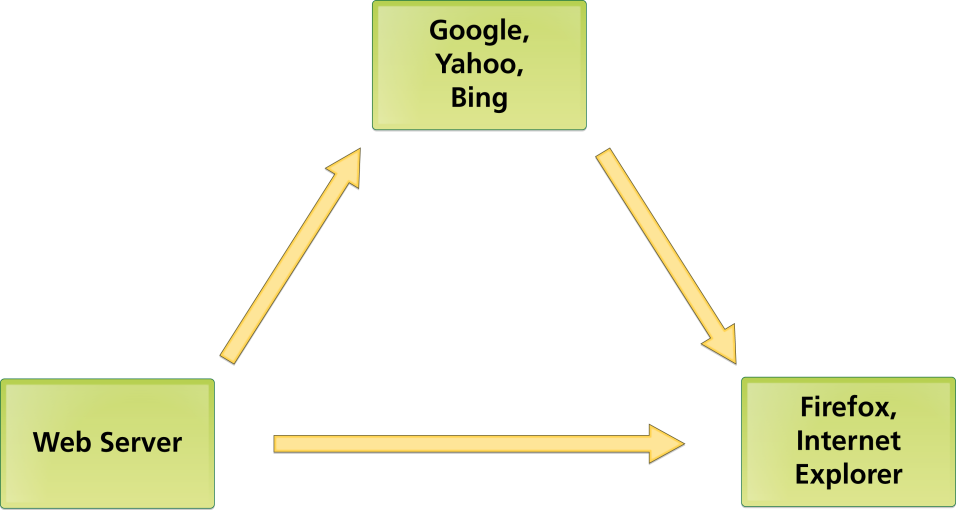 Google,
Yahoo,
Bing
Web Server
Firefox,
Internet
Explorer